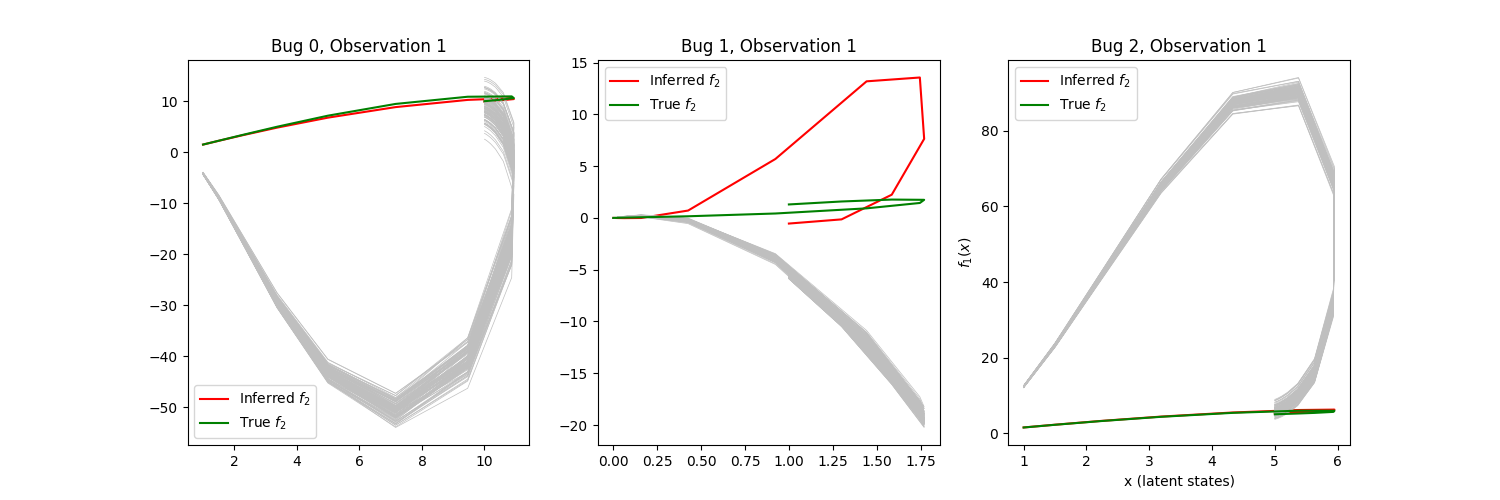 Bug 0, Observation 1
10
0
−10
−20
−30
−40
−50
Inferred f₂
True f₂
2 4 6 8 10
Bug 1, Observation 1
15
10
5
0
−5
−10
−15
−20
Inferred f₂
True f₂
0.00 0.25 0.50 0.75 1.00 1.25 1.50 1.75
Bug 2, Observation 1
Inferred f₂
True f₂
f₁(x)
80
60
40
20
0
1 2 3 4 5 6
x (latent states)